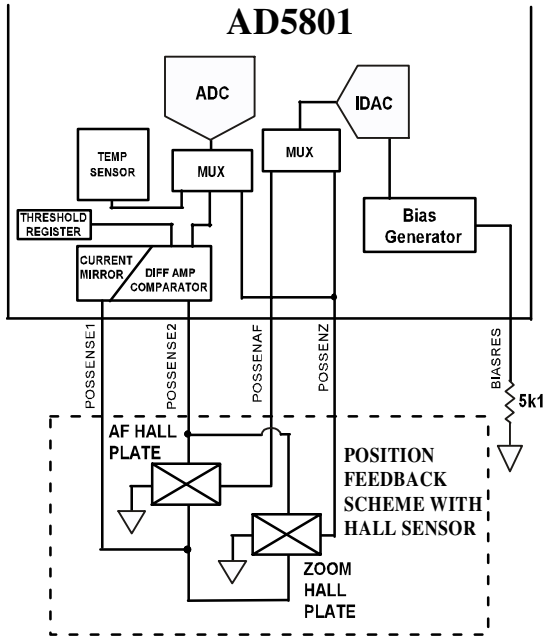 AD5801
ADC
IDAC
TEMP
SENSOR
MUX
MUX
THRESHOLD
REGISTER
Bias
Generator
CURRENT
MIRROR
DIFF AMP
COMPARATOR
POSSENSE1
POSSENSE2
POSSENAF
POSSENZ
BIASRES
5k1
AF HALL
PLATE
POSITION
FEEDBACK
SCHEME WITH
HALL SENSOR
ZOOM
HALL
PLATE